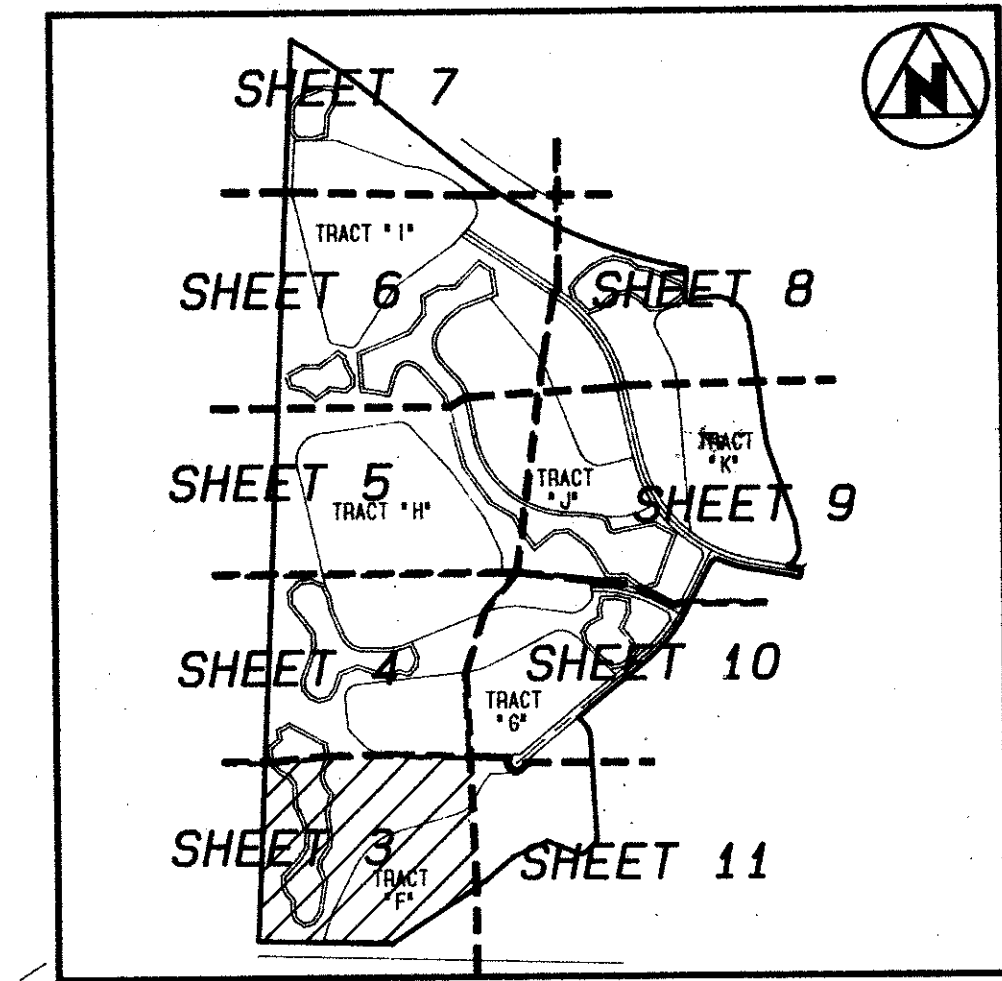 N
SHEET 7
TRACT "I"
SHEET 6
SHEET 8
TRACT
"K"
SHEET 5
TRACT "H"
TRACT
"J"
SHEET 9
SHEET 4
SHEET 10
TRACT
"G"
SHEET 3
TRACT
"F"
SHEET 11